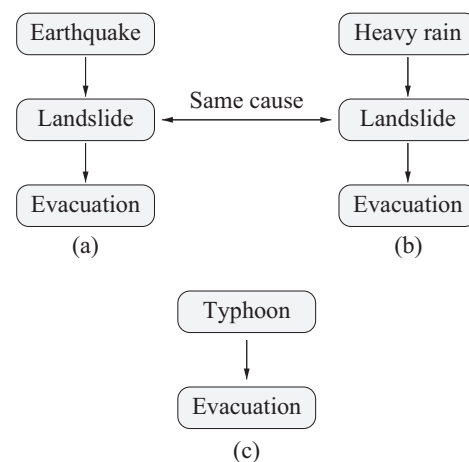 Earthquake
Heavy rain
Same cause
Landslide
Landslide
Evacuation
Evacuation
(a)
(b)
Typhoon
Evacuation
(c)